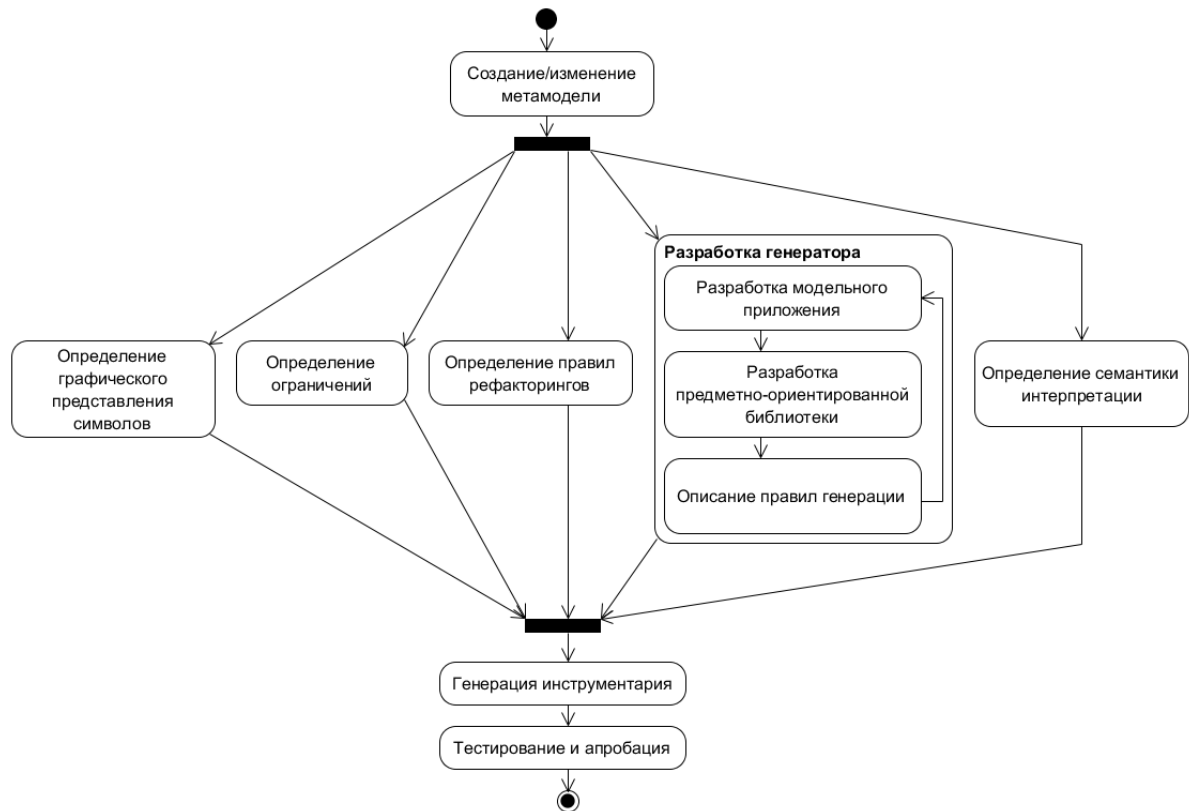 Создание/изменение
метамодели
Определение
графического
представления
символов
Определение
ограничений
Определение правил
рефакторингов
Разработка генератора
Разработка модельного
приложения
Разработка
предметно-ориентированной
библиотеки
Описание правил генерации
Определение семантики
интерпретации
Генерация инструментария
Тестирование и апробация